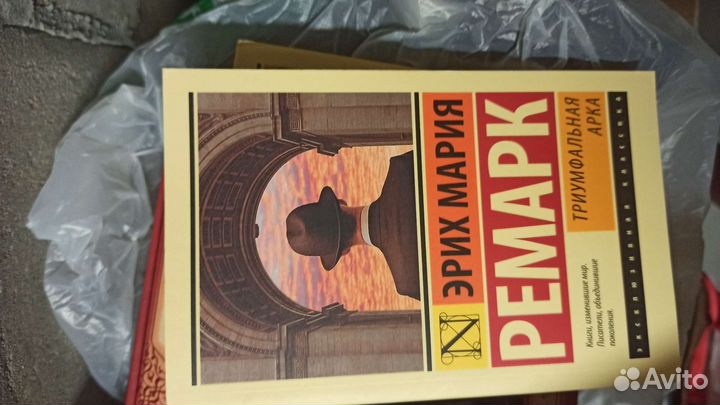 ЭРИХ МАРИЯ
РЕМАРК
ТРИУМФАЛЬНАЯ
АРКА
Книги, изменившие мир.
Писатели, объединившие
поколения.
ЭКСКЛЮЗИВНАЯ КЛАССИКА
Avito